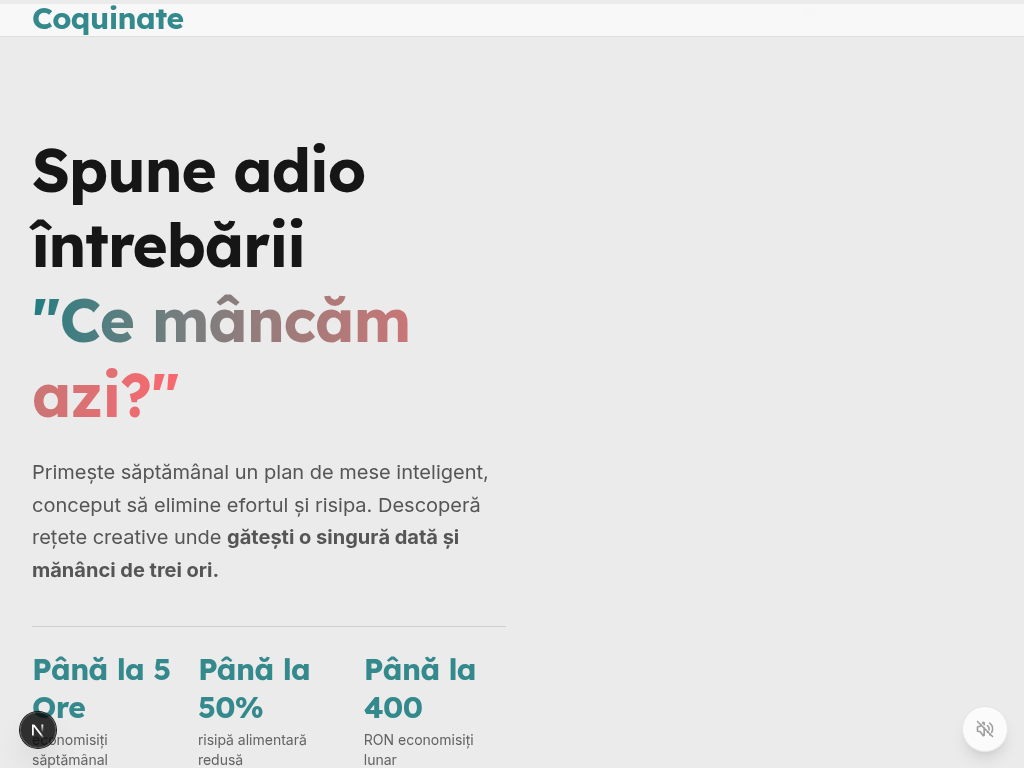 Coquinate
Spune adio
întrebării
"Ce mâncăm
azi?"
Primește săptămânal un plan de mese inteligent,
conceput să elimine efortul și risipa. Descoperă
rețete creative unde gătești o singură dată și
mănânci de trei ori.
Până la 5
Ore
economisiți
săptămânal
Până la
50%
risipă alimentară
redusă
Până la
400
RON economisiți
lunar
N